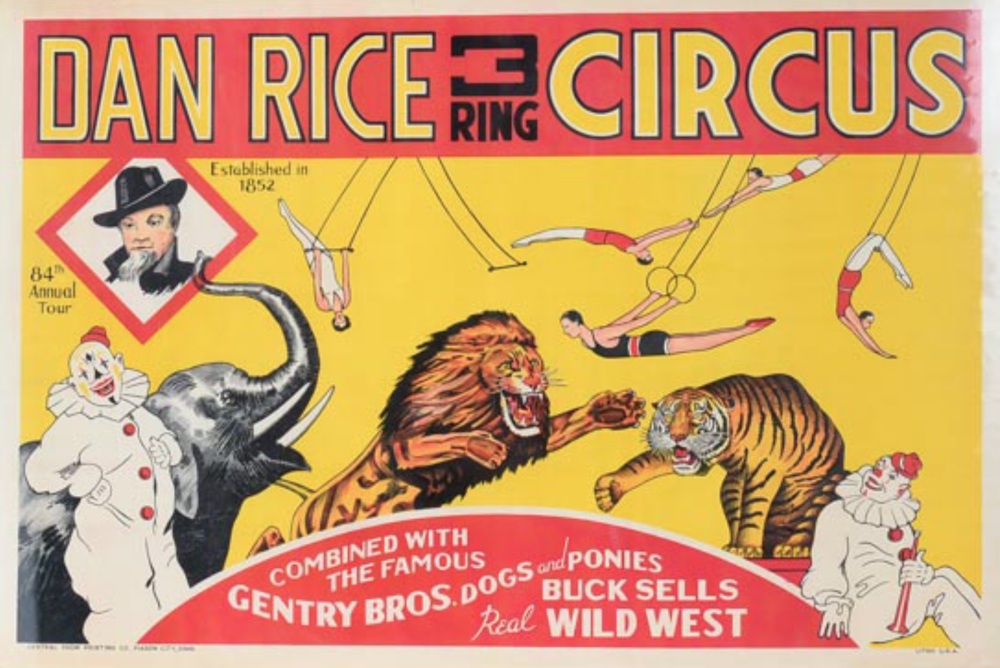 DAN RICE 3 RING CIRCUS
Established in
1852
84th
Annual
Tour
COMBINED WITH
THE FAMOUS
GENTRY BROS. DOGS and PONIES
BUCK SELLS
Real WILD WEST
CENTRAL SHOW PRINTING CO. MASON CITY, IOWA
LITHO U.S.A.